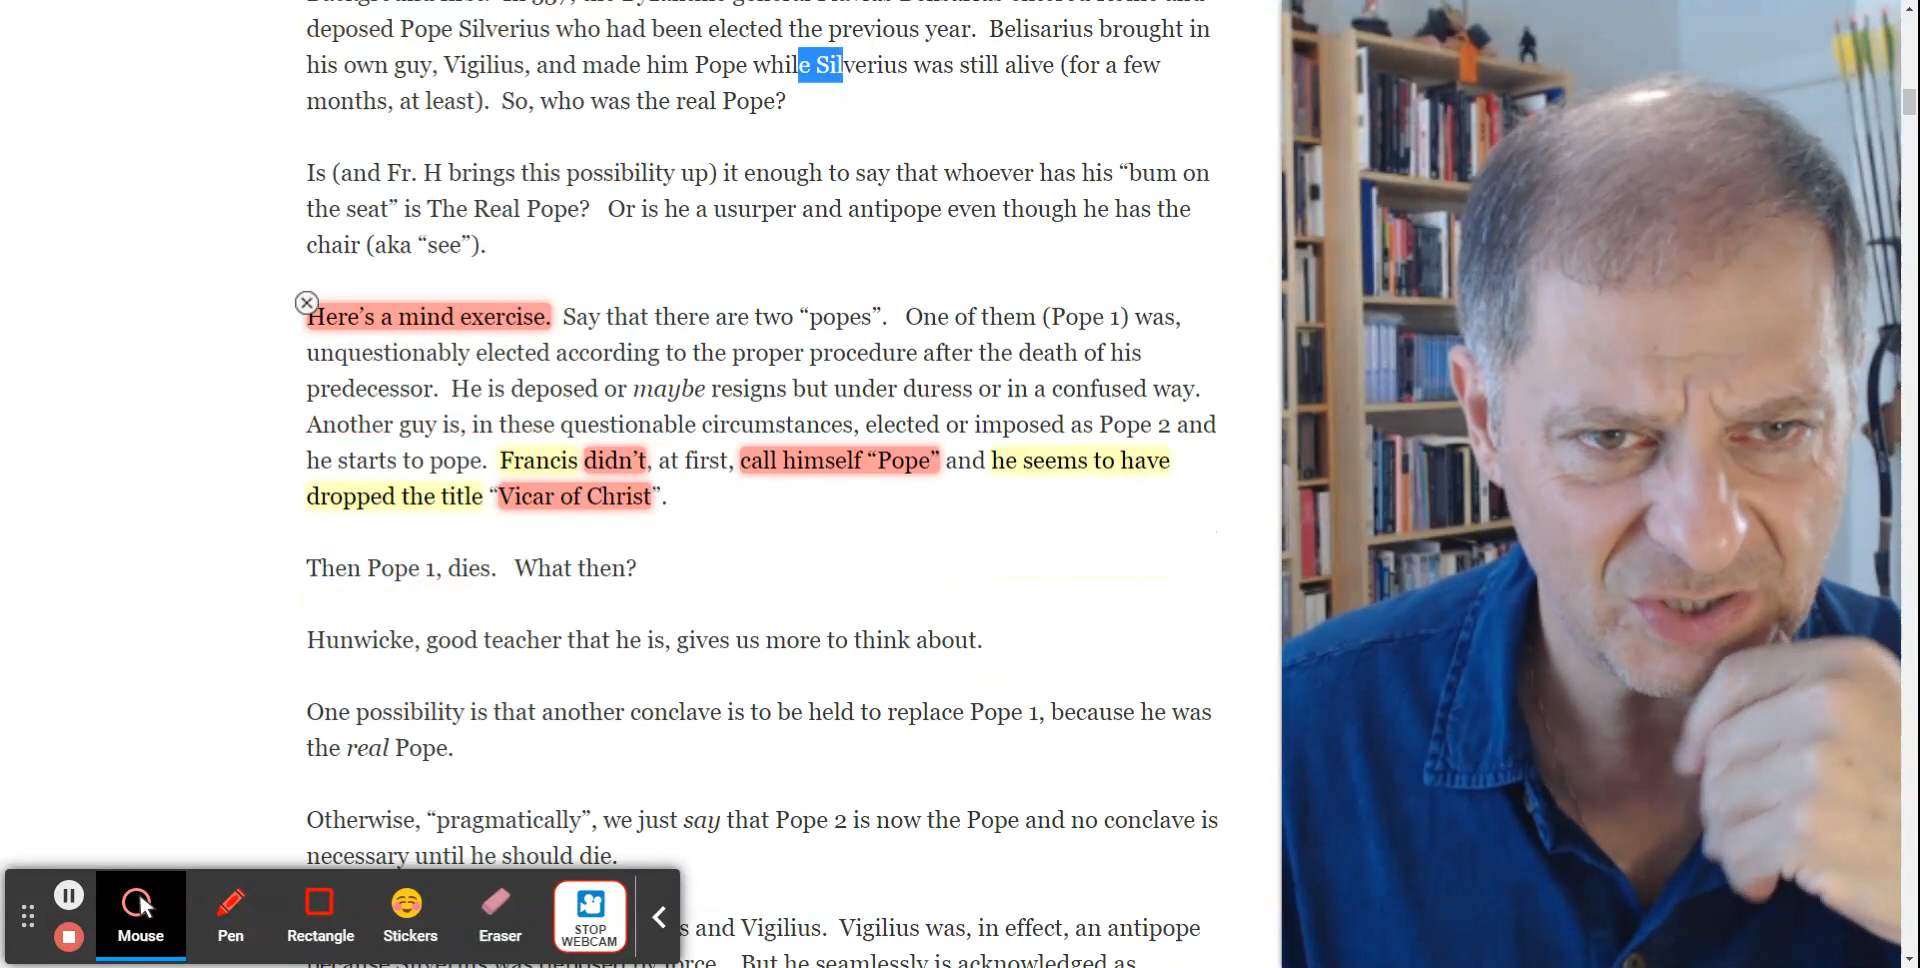 deposed Pope Silverius who had been elected the previous year.  Belisarius brought in
his own guy, Vigilius, and made him Pope while Silverius was still alive (for a few
months, at least).  So, who was the real Pope?
Is (and Fr. H brings this possibility up) it enough to say that whoever has his “bum on
the seat” is The Real Pope?   Or is he a usurper and antipope even though he has the
chair (aka “see”).
Here’s a mind exercise.  Say that there are two “popes”.   One of them (Pope 1) was,
unquestionably elected according to the proper procedure after the death of his
predecessor.  He is deposed or maybe resigns but under duress or in a confused way.
Another guy is, in these questionable circumstances, elected or imposed as Pope 2 and
he starts to pope.  Francis didn’t, at first, call himself “Pope” and he seems to have
dropped the title “Vicar of Christ”.
Then Pope 1, dies.   What then?
Hunwicke, good teacher that he is, gives us more to think about.
One possibility is that another conclave is to be held to replace Pope 1, because he was
the real Pope.
Otherwise, “pragmatically”, we just say that Pope 2 is now the Pope and no conclave is
necessary until he should die.
s and Vigilius.  Vigilius was, in effect, an antipope
But he seamlessly is acknowledged as
Mouse
Pen
Rectangle
Stickers
Eraser
STOP
WEBCAM